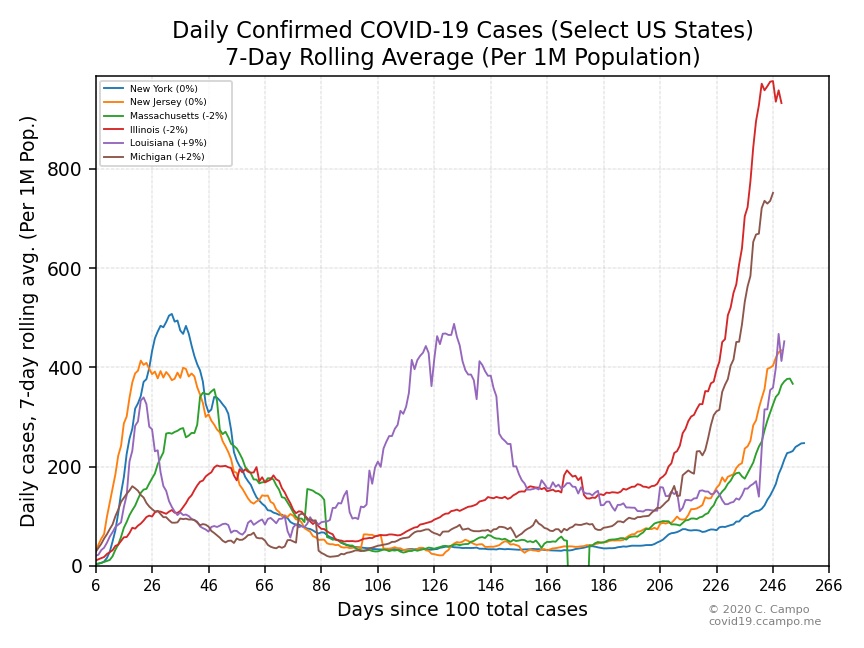 Daily Confirmed COVID-19 Cases (Select US States)
7-Day Rolling Average (Per 1M Population)
New York (0%)
New Jersey (0%)
Massachusetts (-2%)
Illinois (-2%)
Louisiana (+9%)
Michigan (+2%)
Daily cases, 7-day rolling avg. (Per 1M Pop.)
800
600
400
200
0
6 26 46 66 86 106 126 146 166 186 206 226 246 266
Days since 100 total cases
© 2020 C. Campo
covid19.ccampo.me